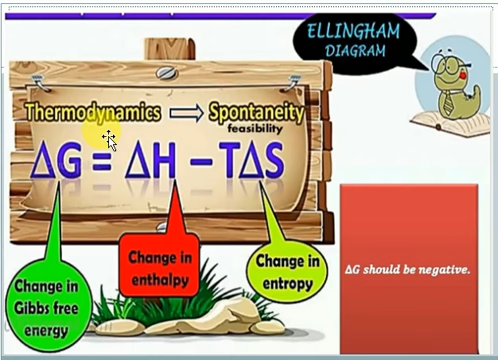 ELLINGHAM
DIAGRAM
Thermodynamics ⇒ Spontaneity
feasibility
ΔG = ΔH – TΔS
Change in
Gibbs free
energy
Change in
enthalpy
Change in
entropy
ΔG should be negative.